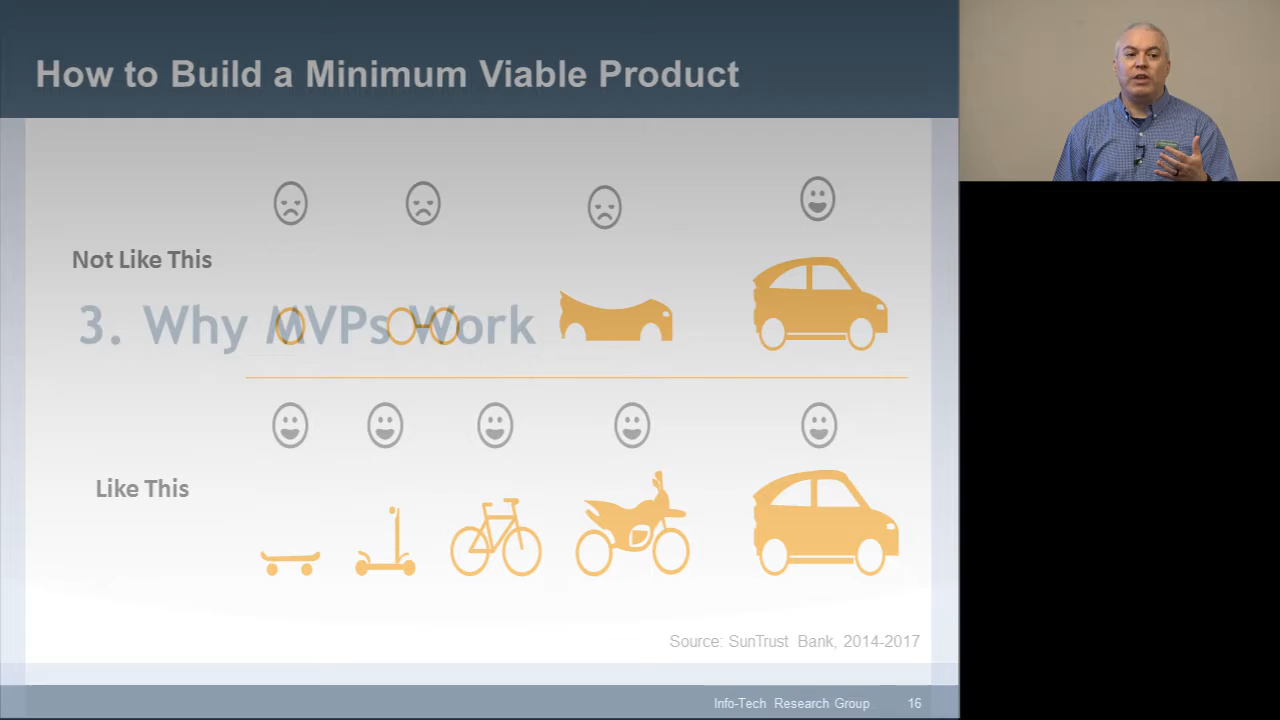 How to Build a Minimum Viable Product
Not Like This
3. Why MVPs Work
Like This
Source: SunTrust Bank, 2014-2017
Info-Tech Research Group 16